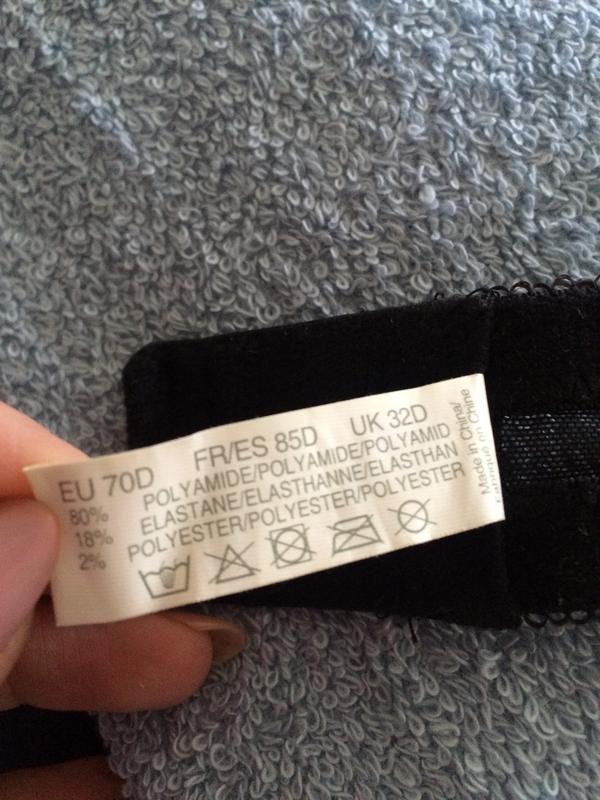 EU 70D FR/ES 85D UK 32D
80% POLYAMIDE/POLYAMIDE/POLYAMID
18% ELASTANE/ELASTHANNE/ELASTHAN
2% POLYESTER/POLYESTER/POLYESTER
Made in China/
Fabriqué en Chine